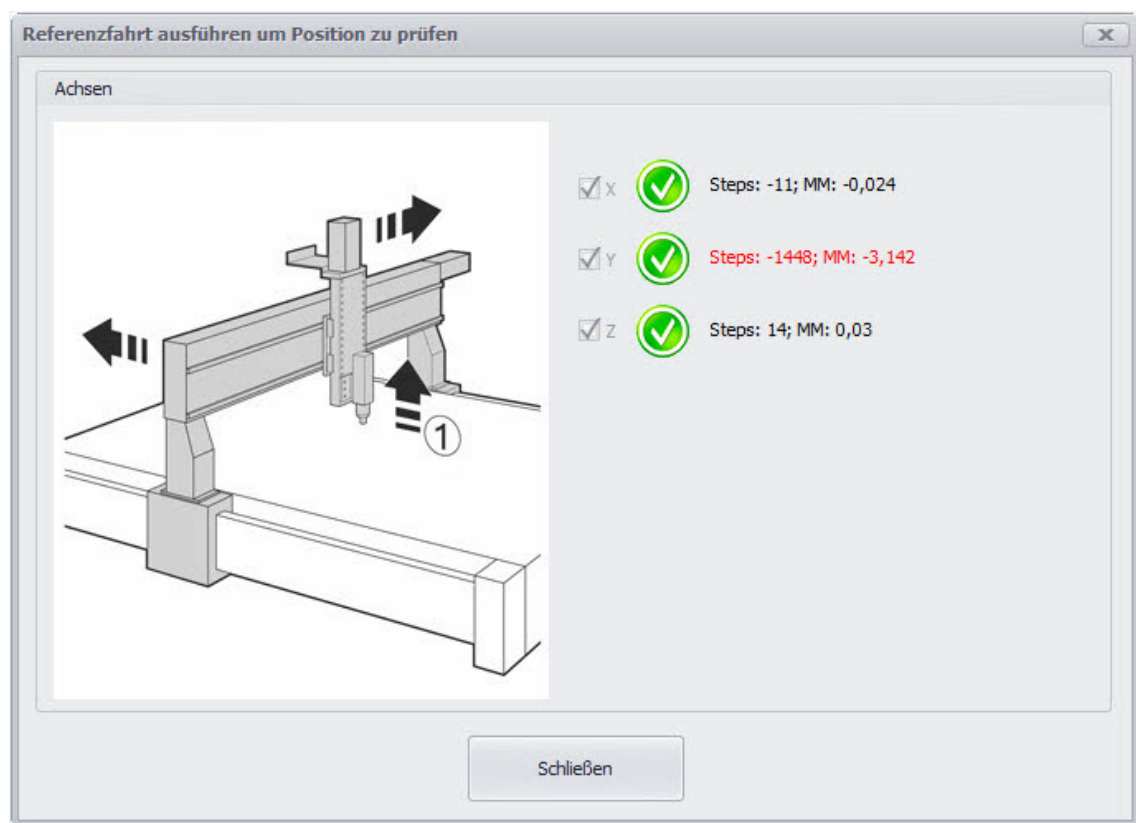 Referenzfahrt ausführen um Position zu prüfen
Achsen
X Steps: -11; MM: -0,024
Y Steps: -1448; MM: -3,142
Z Steps: 14; MM: 0,03
1
Schließen